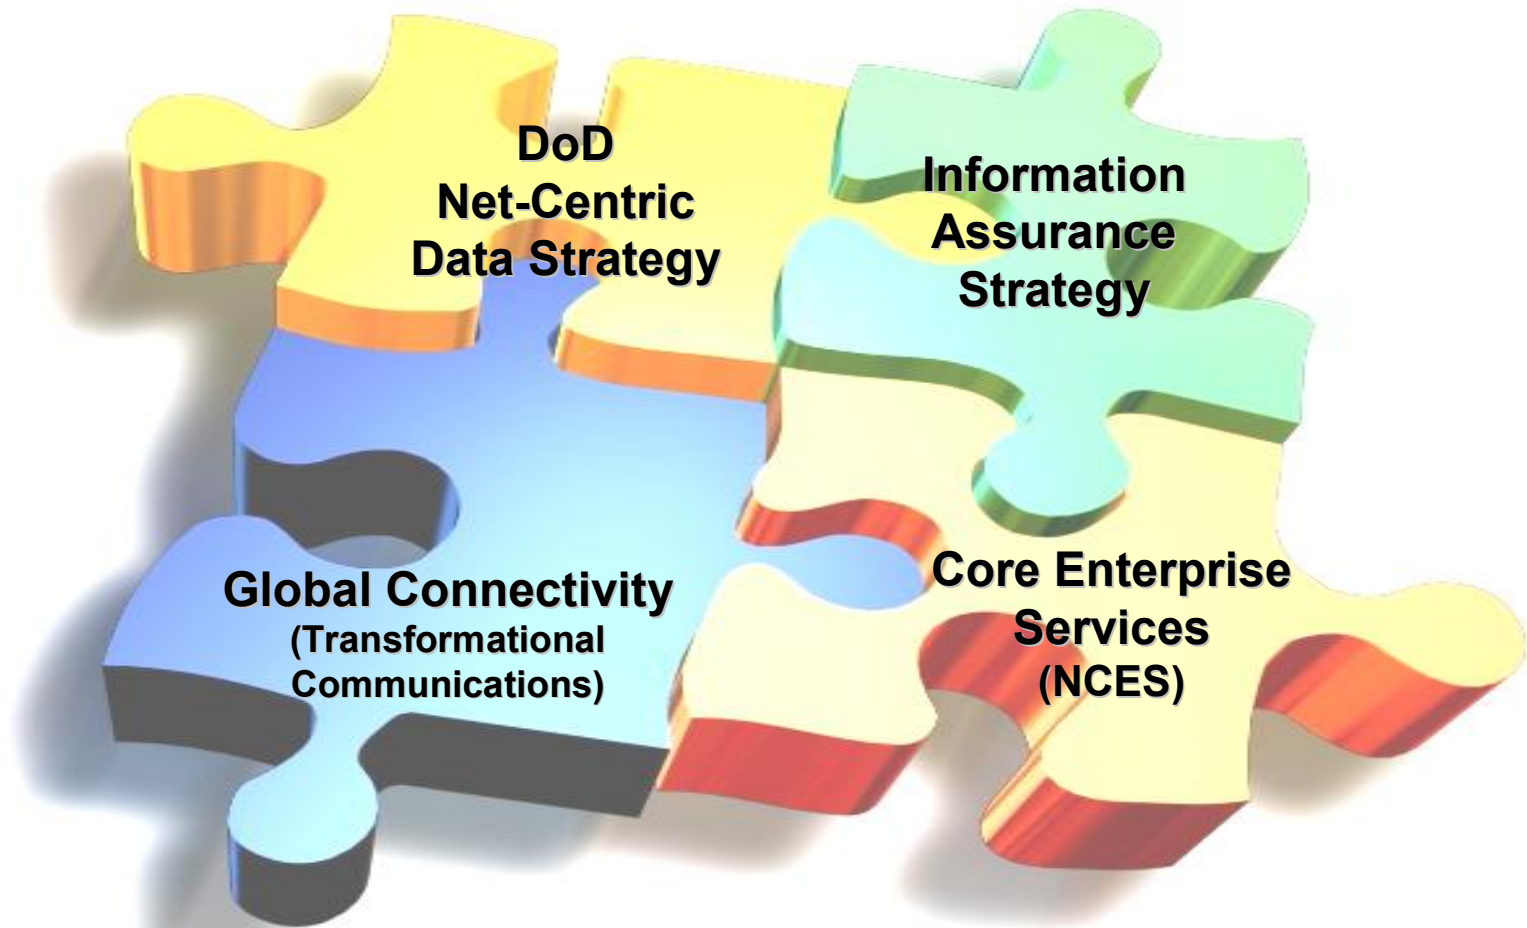 DoD
Net-Centric
Data Strategy
Information
Assurance
Strategy
Global Connectivity
(Transformational
Communications)
Core Enterprise
Services
(NCES)